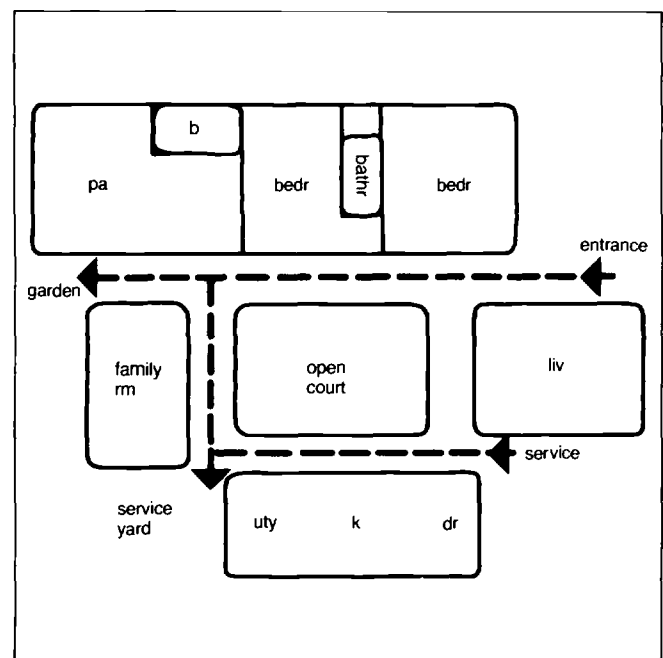 b
pa
bedr
bathr
bedr
entrance
garden
family
rm
open
court
liv
service
service
yard
uty
k
dr